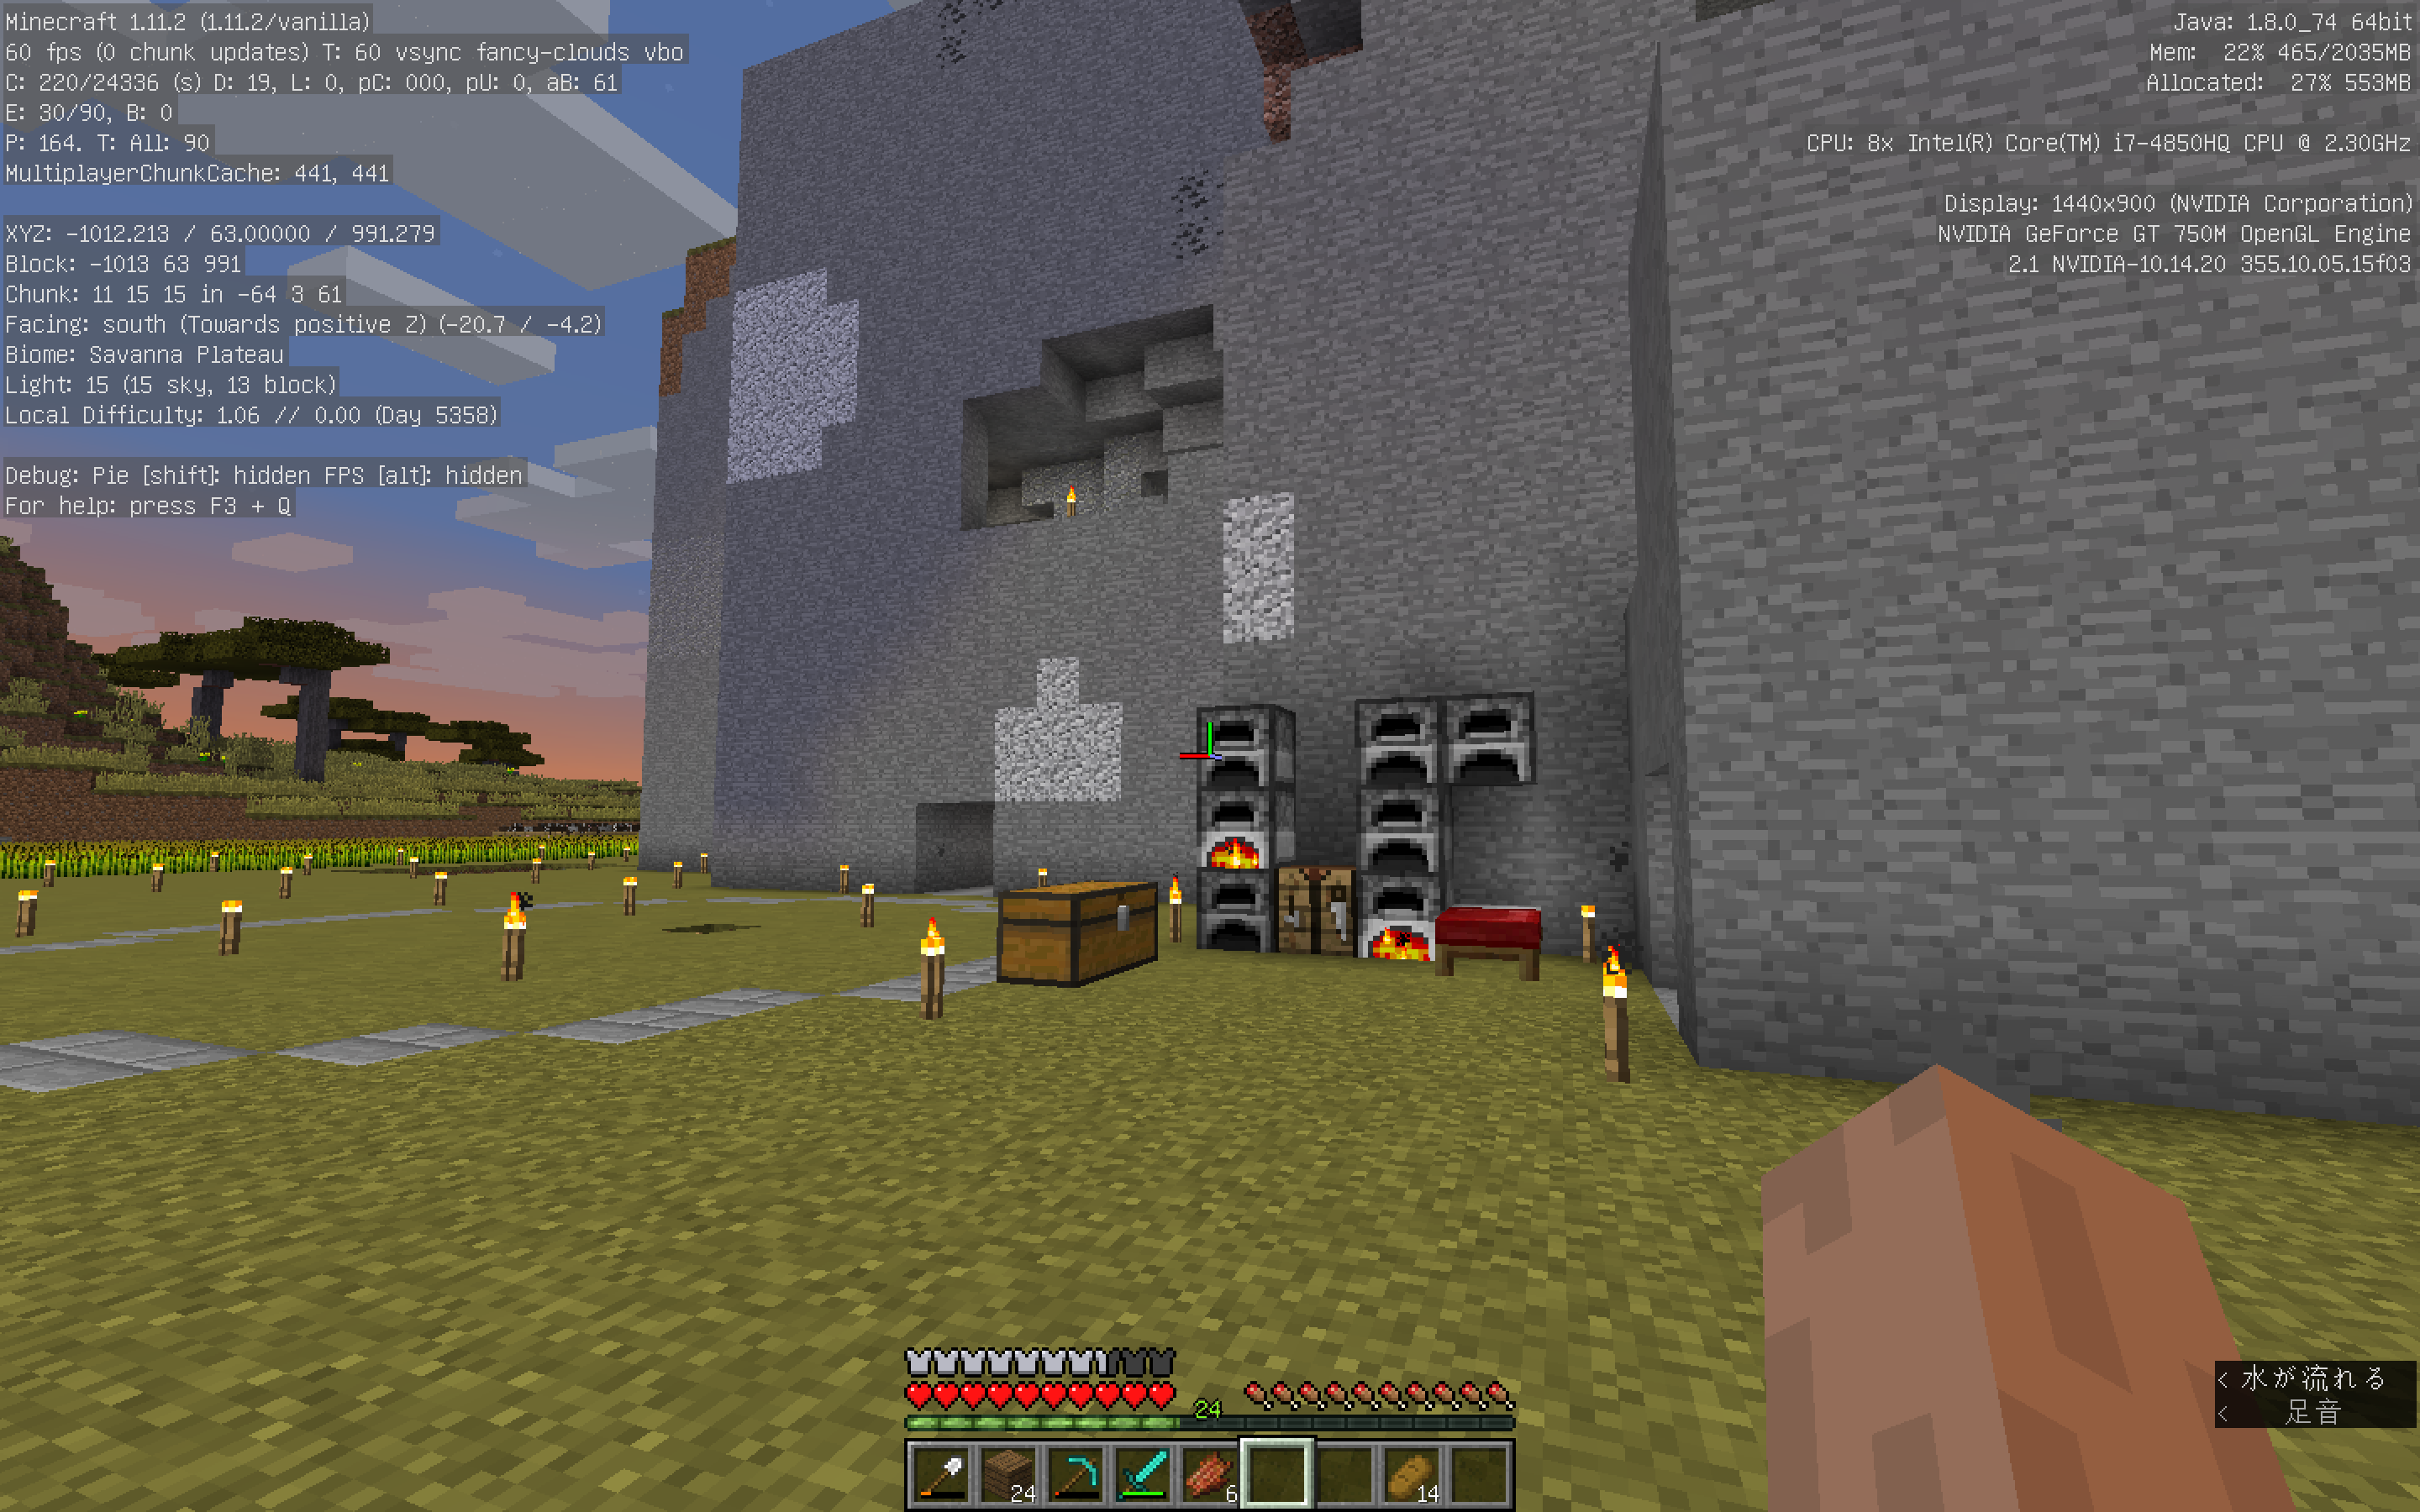 Minecraft 1.11.2 (1.11.2/vanilla)
60 fps (0 chunk updates) T: 60 vsync fancy-clouds vbo
C: 220/24336 (s) D: 19, L: 0, pC: 000, pU: 0, aB: 61
E: 30/90, B: 0
P: 164. T: All: 90
MultiplayerChunkCache: 441, 441
XYZ: -1012.213 / 63.00000 / 991.279
Block: -1013 63 991
Chunk: 11 15 15 in -64 3 61
Facing: south (Towards positive Z) (-20.7 / -4.2)
Biome: Savanna Plateau
Light: 15 (15 sky, 13 block)
Local Difficulty: 1.06 // 0.00 (Day 5358)
Debug: Pie [shift]: hidden FPS [alt]: hidden
For help: press F3 + Q
Java: 1.8.0_74 64bit
Mem: 22% 465/2035MB
Allocated: 27% 553MB
CPU: 8x Intel(R) Core(TM) i7-4850HQ CPU @ 2.30GHz
Display: 1440x900 (NVIDIA Corporation)
NVIDIA GeForce GT 750M OpenGL Engine
2.1 NVIDIA-10.14.20 355.10.05.15f03
< 水が流れる
< 足音
24
24 6 14